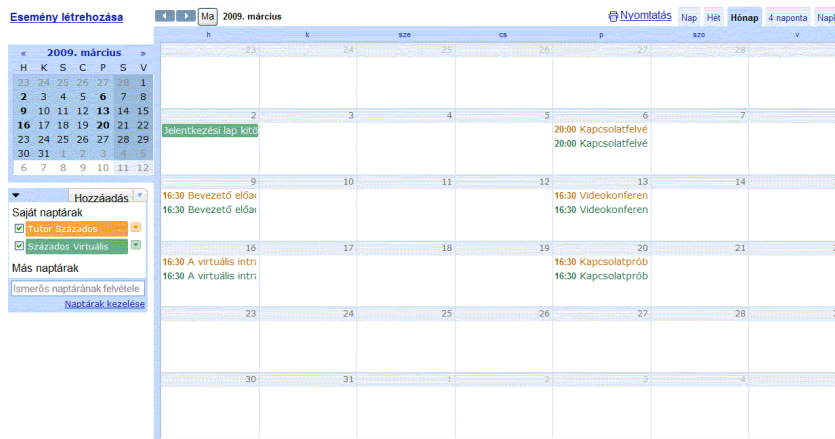 Esemény létrehozása
Ma 2009. március
Nyomtatás Nap Hét Hónap 4 naponta
« 2009. március »
H K S C P S V
23 24 25 26 27 28 1
2 3 4 5 6 7 8
9 10 11 12 13 14 15
16 17 18 19 20 21 22
23 24 25 26 27 28 29
30 31 1 2 3 4 5
6 7 8 9 10 11 12
Hozzáadás
Saját naptárak
Tutor Százados
Százados Virtuális
Más naptárak
Ismerős naptárának felvétele
Naptárak kezelése
h k sze cs p szo v
23 24 25 26 27 28
2 3 4 5 6 7
Jelentkezési lap kitö
20:00 Kapcsolatfelvé
20:00 Kapcsolatfelvé
9 10 11 12 13 14
16:30 Bevezető előad 16:30 Videokonferen
16:30 Bevezető előad 16:30 Videokonferen
16 17 18 19 20 21
16:30 A virtuális intra 16:30 Kapcsolatprób
16:30 A virtuális intra 16:30 Kapcsolatprób
23 24 25 26 27 28
30 31 1 2 3 4